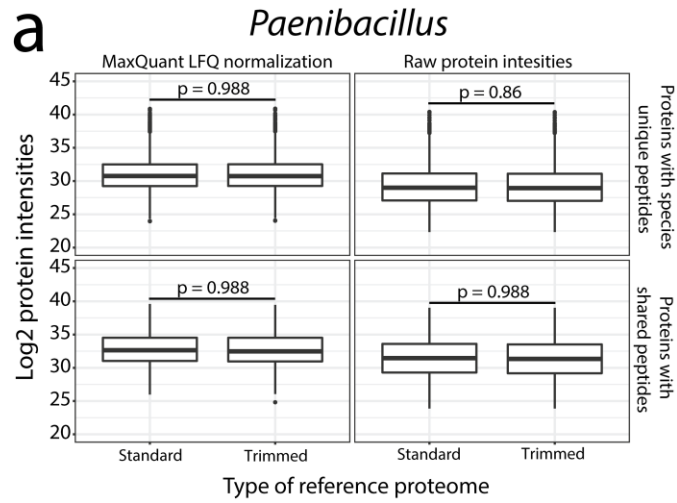 a
Paenibacillus
MaxQuant LFQ normalization
Raw protein intesities
Log2 protein intensities
45
40
35
30
25
20
p = 0.988
p = 0.86
Proteins with species
unique peptides
45
40
35
30
25
20
p = 0.988
p = 0.988
Proteins with
shared peptides
Standard
Trimmed
Standard
Trimmed
Type of reference proteome